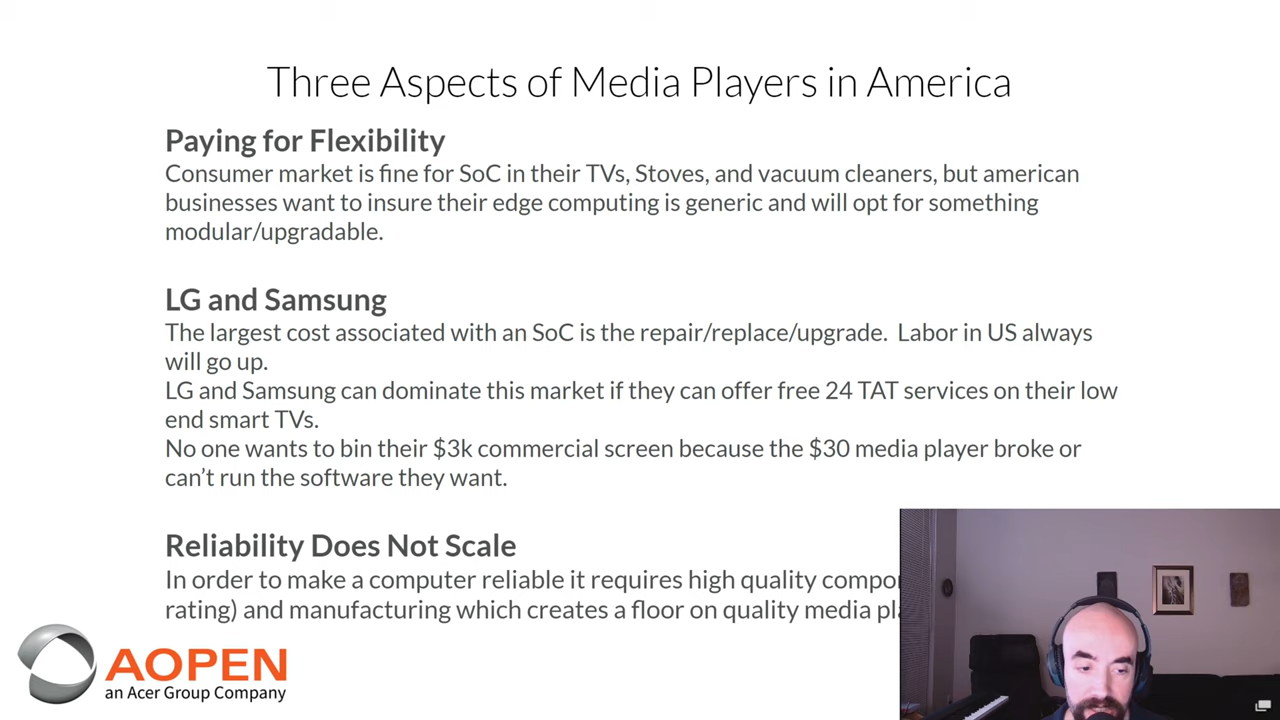 Three Aspects of Media Players in America
Paying for Flexibility
Consumer market is fine for SoC in their TVs, Stoves, and vacuum cleaners, but american
businesses want to insure their edge computing is generic and will opt for something
modular/upgradable.
LG and Samsung
The largest cost associated with an SoC is the repair/replace/upgrade. Labor in US always
will go up.
LG and Samsung can dominate this market if they can offer free 24 TAT services on their low
end smart TVs.
No one wants to bin their $3k commercial screen because the $30 media player broke or
can’t run the software they want.
Reliability Does Not Scale
In order to make a computer reliable it requires high quality
rating) and manufacturing which creates a floor on quality media
AOPEN
an Acer Group Company